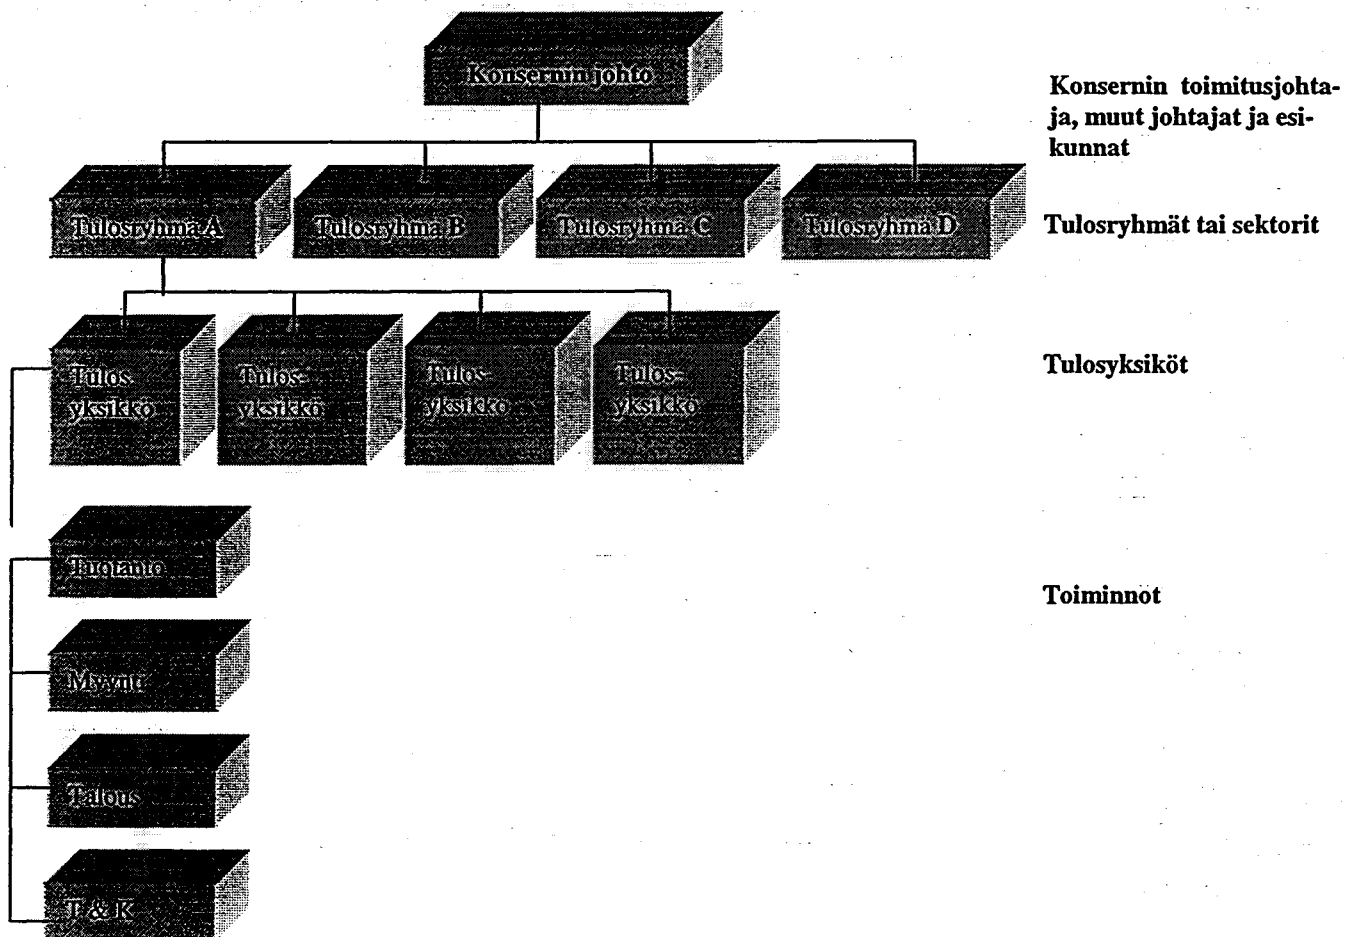 Konsernin johto
Konsernin toimitusjohta-
ja, muut johtajat ja esi-
kunnat
Tulosryhmä A
Tulosryhmä B
Tulosryhmä C
Tulosryhmä D
Tulosryhmät tai sektorit
Tulos-
yksikkö
Tulos-
yksikkö
Tulos-
yksikkö
Tulos-
yksikkö
Tulosyksiköt
Tuotanto
Toiminnot
Myynti
Talous
T & K